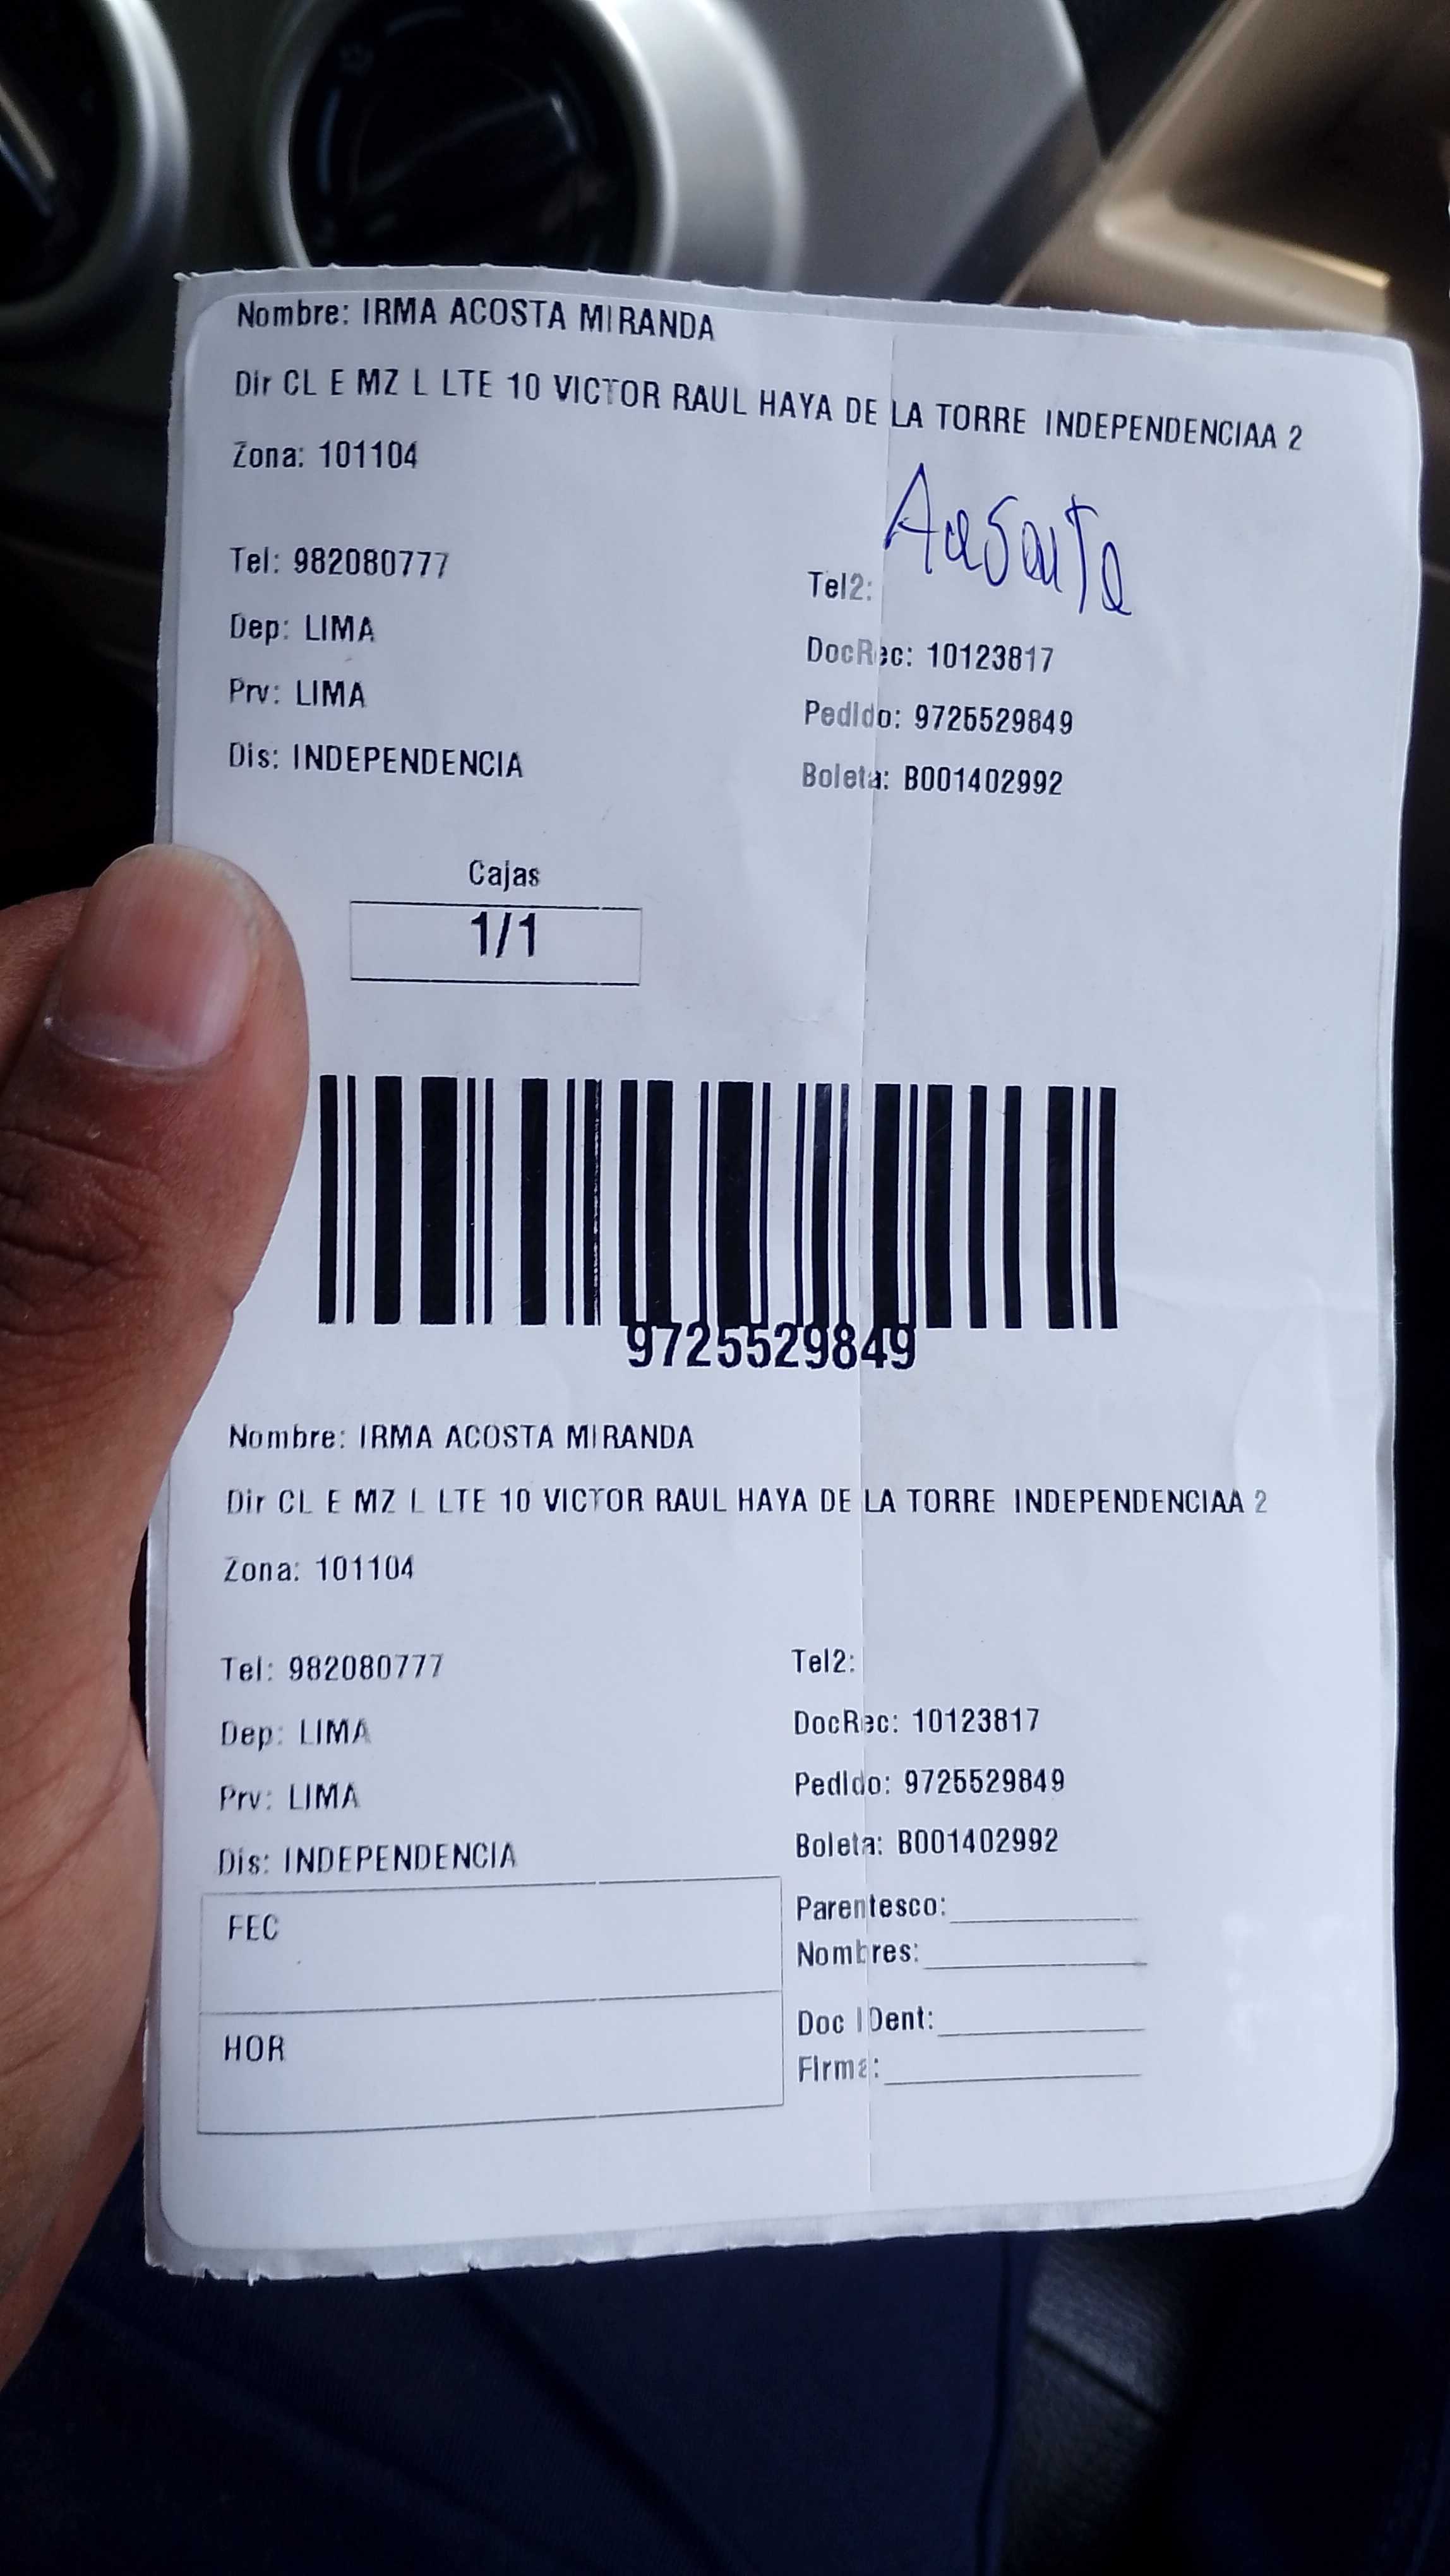 Nombre: IRMA ACOSTA MIRANDA
Dir CL E MZ L LTE 10 VICTOR RAUL HAYA DE LA TORRE INDEPENDENCIAA 2
Zona: 101104
Tel: 982080777
Tel2:
Dep: LIMA
DocRec: 10123817
Prv: LIMA
Pedido: 9725529849
Dis: INDEPENDENCIA
Boleta: B001402992
Cajas
1/1
9725529849
Nombre: IRMA ACOSTA MIRANDA
Dir CL E MZ L LTE 10 VICTOR RAUL HAYA DE LA TORRE INDEPENDENCIAA 2
Zona: 101104
Tel: 982080777
Tel2:
Dep: LIMA
DocRec: 10123817
Prv: LIMA
Pedido: 9725529849
Dis: INDEPENDENCIA
Boleta: B001402992
FEC
Parentesco:
Nombres:
HOR
Doc IDent:
Firma: